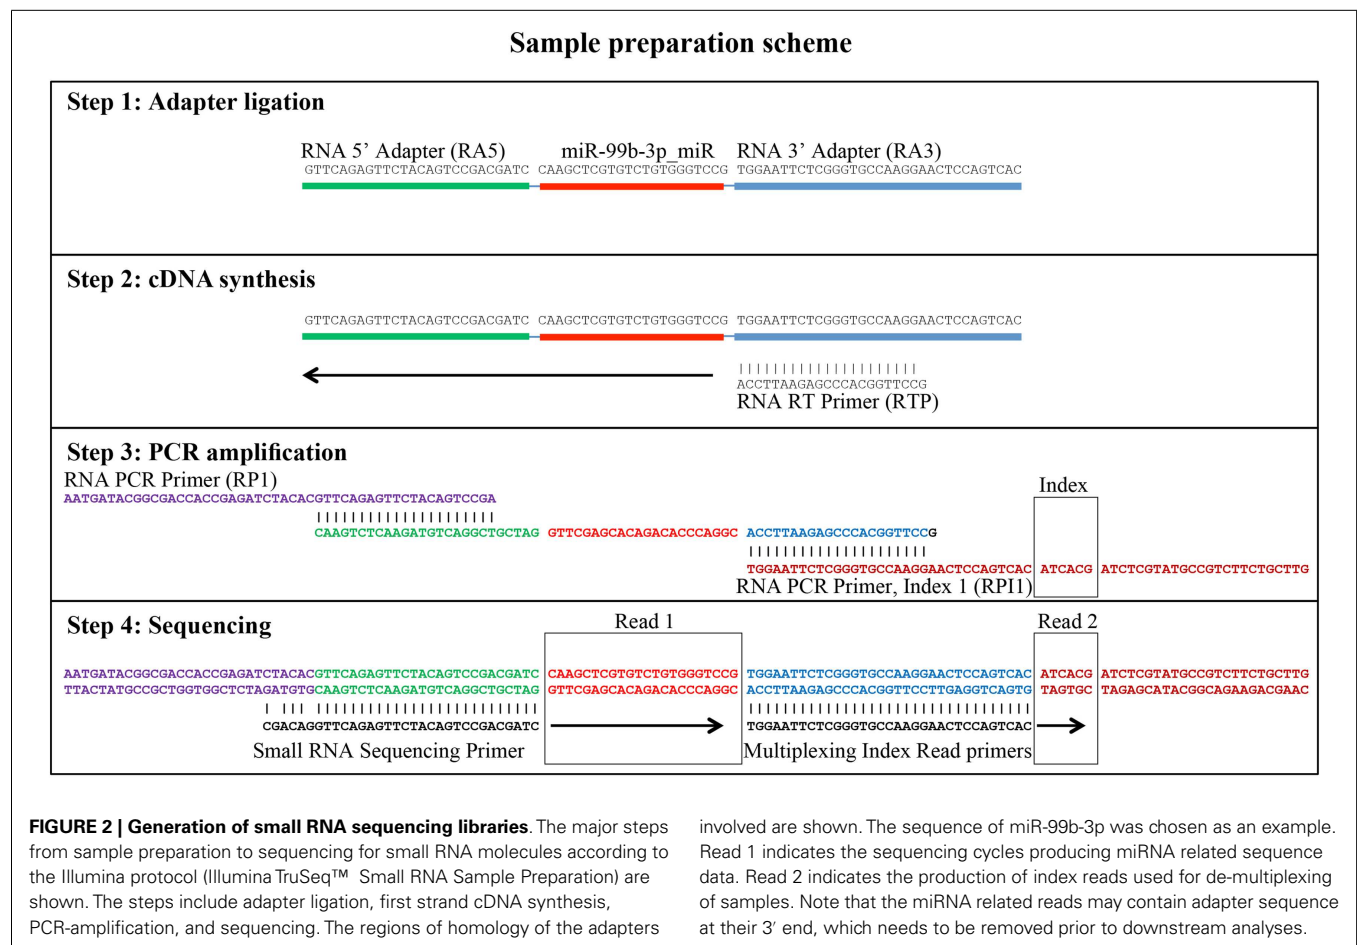 Sample preparation scheme
Step 1: Adapter ligation
RNA 5’ Adapter (RA5) miR-99b-3p_miR RNA 3’ Adapter (RA3)
GTTCAGAGTTCTACAGTCCGACGATC CAAGCTCGTGTCTGTGGGTCCG TGGAATTCTCGGGTGCCAAGGAACTCCAGTCAC
Step 2: cDNA synthesis
GTTCAGAGTTCTACAGTCCGACGATC CAAGCTCGTGTCTGTGGGTCCG TGGAATTCTCGGGTGCCAAGGAACTCCAGTCAC
ACCTTAAGAGCCCACGGTTCCG
RNA RT Primer (RTP)
Step 3: PCR amplification
RNA PCR Primer (RP1)
Index
AATGATACGGCGACCACCGAGATCTACACGTTCAGAGTTCTACAGTCCGA
CAAGTCTCAAGATGTCAGGCTGCTAG GTTCGAGCACAGACACCCAGGC ACCTTAAGAGCCCACGGTTCCG
TGGAATTCTCGGGTGCCAAGGAACTCCAGTCAC ATCACG ATCTCGTATGCCGTCTTCTGCTTG
RNA PCR Primer, Index 1 (RPI1)
Step 4: Sequencing
Read 1
Read 2
AATGATACGGCGACCACCGAGATCTACACGTTCAGAGTTCTACAGTCCGACGATC CAAGCTCGTGTCTGTGGGTCCG TGGAATTCTCGGGTGCCAAGGAACTCCAGTCAC ATCACG ATCTCGTATGCCGTCTTCTGCTTG
TTACTATGCCGCTGGTGGCTCTAGATGTGCAAGTCTCAAGATGTCAGGCTGCTAG GTTCGAGCACAGACACCCAGGC ACCTTAAGAGCCCACGGTTCCTTGAGGTCAGTG TAGTGC TAGAGCATACGGCAGAAGACGAAC
CGACAGGTTCAGAGTTCTACAGTCCGACGATC TGGAATTCTCGGGTGCCAAGGAACTCCAGTCAC
Small RNA Sequencing Primer Multiplexing Index Read primers
FIGURE 2 | Generation of small RNA sequencing libraries. The major steps
from sample preparation to sequencing for small RNA molecules according to
the Illumina protocol (Illumina TruSeq™ Small RNA Sample Preparation) are
shown. The steps include adapter ligation, first strand cDNA synthesis,
PCR-amplification, and sequencing. The regions of homology of the adapters
involved are shown. The sequence of miR-99b-3p was chosen as an example.
Read 1 indicates the sequencing cycles producing miRNA related sequence
data. Read 2 indicates the production of index reads used for de-multiplexing
of samples. Note that the miRNA related reads may contain adapter sequence
at their 3′ end, which needs to be removed prior to downstream analyses.